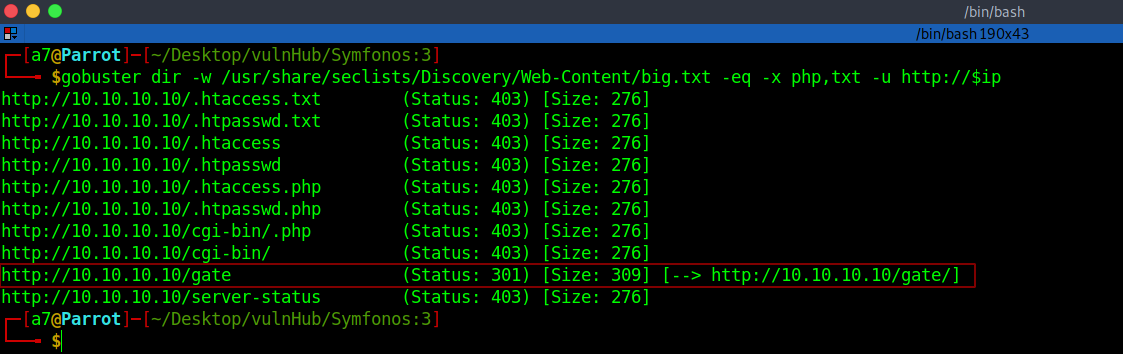 /bin/bash
/bin/bash 190x43
┌─[a7@Parrot]─[~/Desktop/vulnHub/Symfonos:3]
└──╼ $gobuster dir -w /usr/share/seclists/Discovery/Web-Content/big.txt -eq -x php,txt -u http://$ip
http://10.10.10.10/.htaccess.txt        (Status: 403) [Size: 276]
http://10.10.10.10/.htpasswd.txt        (Status: 403) [Size: 276]
http://10.10.10.10/.htaccess            (Status: 403) [Size: 276]
http://10.10.10.10/.htpasswd            (Status: 403) [Size: 276]
http://10.10.10.10/.htaccess.php        (Status: 403) [Size: 276]
http://10.10.10.10/.htpasswd.php        (Status: 403) [Size: 276]
http://10.10.10.10/cgi-bin/.php         (Status: 403) [Size: 276]
http://10.10.10.10/cgi-bin/             (Status: 403) [Size: 276]
http://10.10.10.10/gate                 (Status: 301) [Size: 309] [--> http://10.10.10.10/gate/]
http://10.10.10.10/server-status        (Status: 403) [Size: 276]
┌─[a7@Parrot]─[~/Desktop/vulnHub/Symfonos:3]
└──╼ $